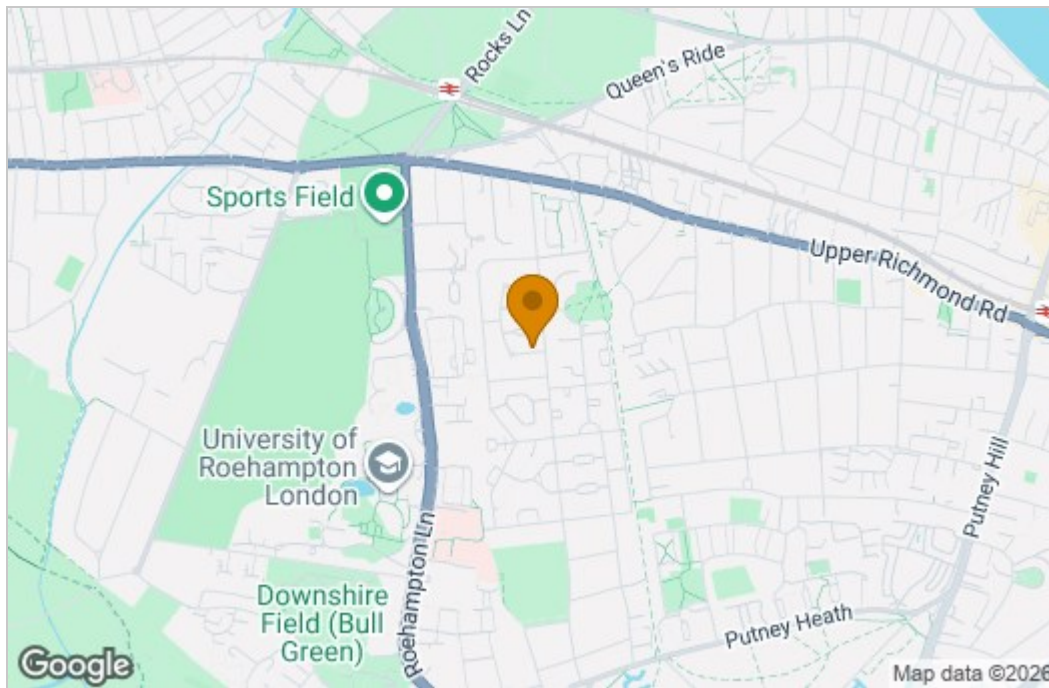 Rocks Ln
Queen's Ride
Sports Field
Upper Richmond Rd
University of
Roehampton
London
Putney Hill
Roehampton Ln
Downshire
Field (Bull
Green)
Putney Heath
Google
Map data ©2026